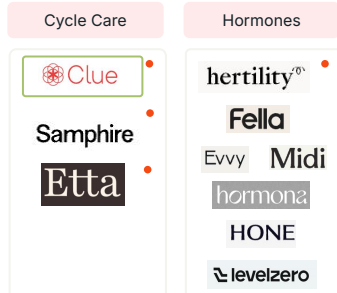 Cycle Care
Clue
Samphire
Etta
Hormones
hertility
Fella
Evvy Midi
hormona
HONE
levelzero